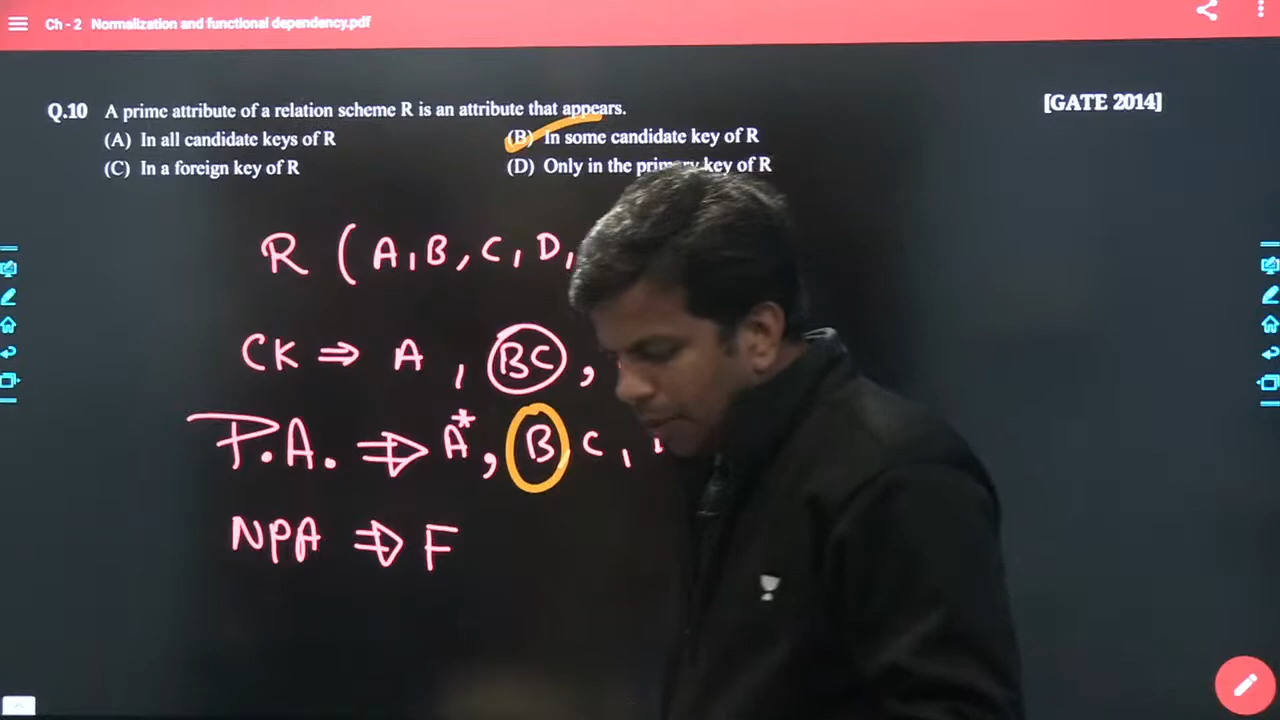 Ch - 2 Normalization and functional dependency.pdf
Q.10 A prime attribute of a relation scheme R is an attribute that appears. [GATE 2014]
(A) In all candidate keys of R (B) In some candidate key of R
(C) In a foreign key of R (D) Only in the primary key of R
R ( A, B, C, D,
CK ⇒ A , BC ,
P.A. ⇒ A*, B, C,
NPA ⇒ F